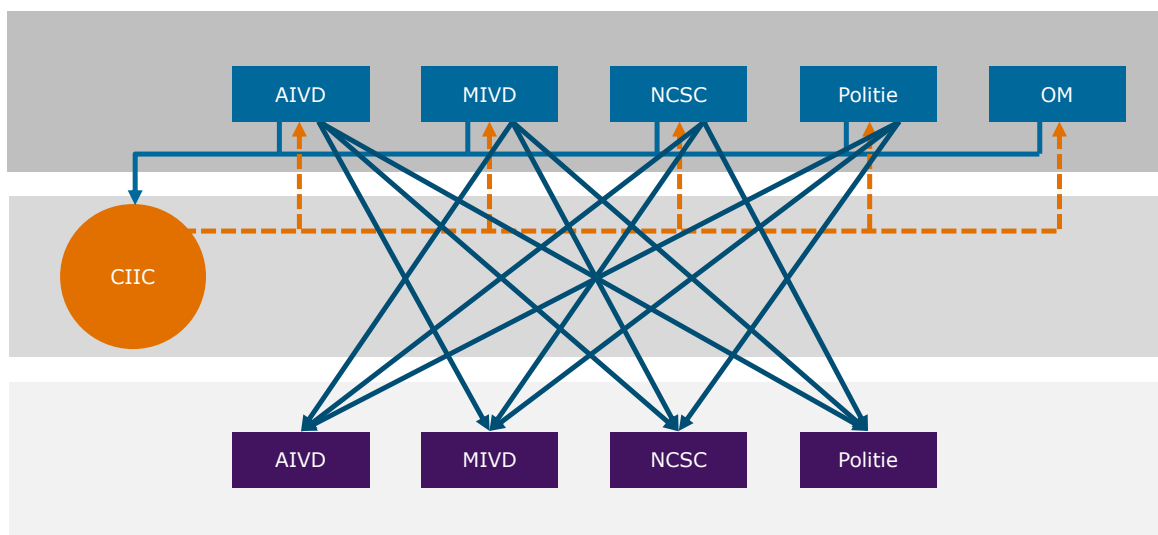 AIVD
MIVD
NCSC
Politie
OM
CIIC
AIVD
MIVD
NCSC
Politie